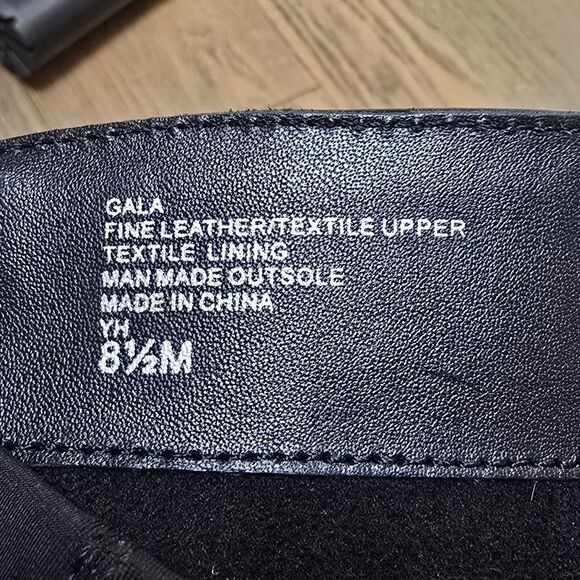 GALA
FINE LEATHER/TEXTILE UPPER
TEXTILE LINING
MAN MADE OUTSOLE
MADE IN CHINA
YH
8½M